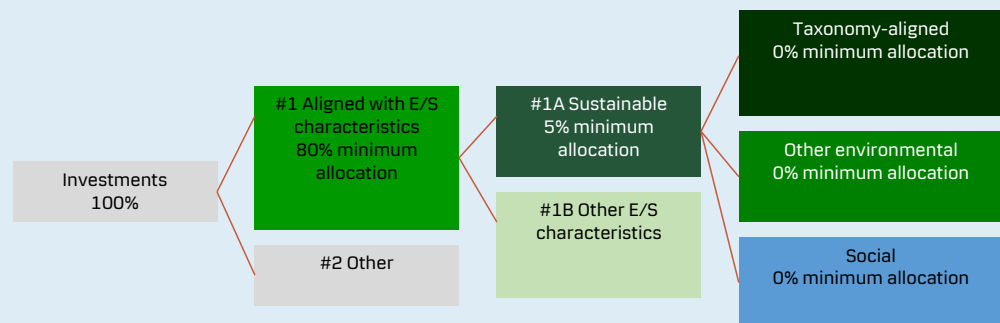 Investments
100%
#1 Aligned with E/S
characteristics
80% minimum
allocation
#2 Other
#1A Sustainable
5% minimum
allocation
#1B Other E/S
characteristics
Taxonomy-aligned
0% minimum allocation
Other environmental
0% minimum allocation
Social
0% minimum allocation